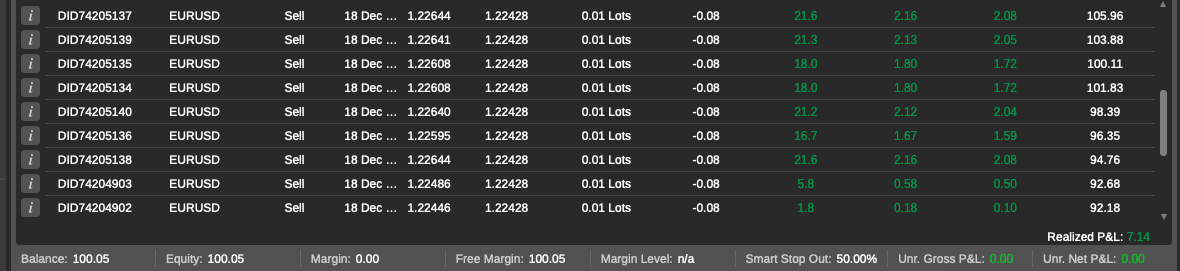 i DID74205137 EURUSD Sell 18 Dec ... 1.22644 1.22428 0.01 Lots -0.08 21.6 2.16 2.08 105.96
i DID74205139 EURUSD Sell 18 Dec ... 1.22641 1.22428 0.01 Lots -0.08 21.3 2.13 2.05 103.88
i DID74205135 EURUSD Sell 18 Dec ... 1.22608 1.22428 0.01 Lots -0.08 18.0 1.80 1.72 100.11
i DID74205134 EURUSD Sell 18 Dec ... 1.22608 1.22428 0.01 Lots -0.08 18.0 1.80 1.72 101.83
i DID74205140 EURUSD Sell 18 Dec ... 1.22640 1.22428 0.01 Lots -0.08 21.2 2.12 2.04 98.39
i DID74205136 EURUSD Sell 18 Dec ... 1.22595 1.22428 0.01 Lots -0.08 16.7 1.67 1.59 96.35
i DID74205138 EURUSD Sell 18 Dec ... 1.22644 1.22428 0.01 Lots -0.08 21.6 2.16 2.08 94.76
i DID74204903 EURUSD Sell 18 Dec ... 1.22486 1.22428 0.01 Lots -0.08 5.8 0.58 0.50 92.68
i DID74204902 EURUSD Sell 18 Dec ... 1.22446 1.22428 0.01 Lots -0.08 1.8 0.18 0.10 92.18
Realized P&L: 7.14
Balance: 100.05 Equity: 100.05 Margin: 0.00 Free Margin: 100.05 Margin Level: n/a Smart Stop Out: 50.00% Unr. Gross P&L: 0.00 Unr. Net P&L: 0.00